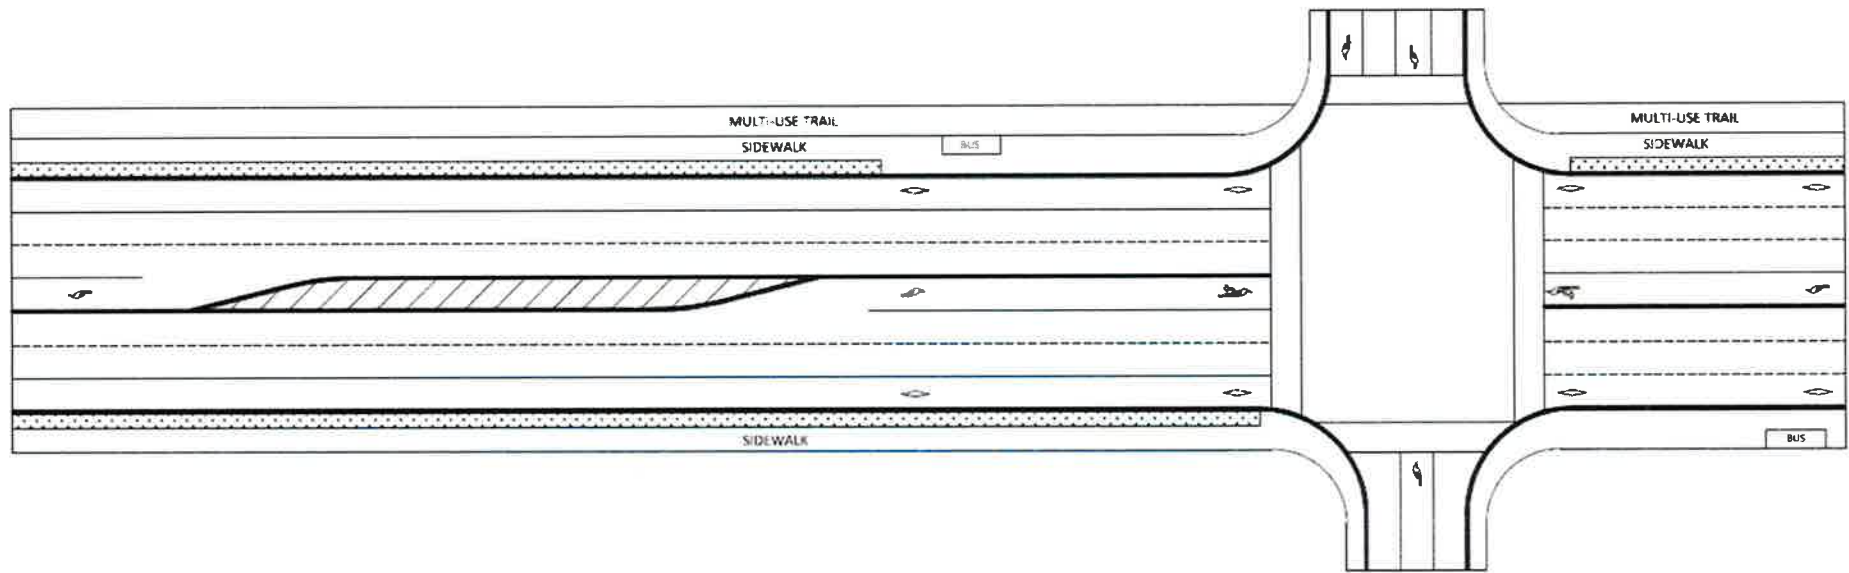 MULTI-USE TRAIL
MULTI-USE TRAIL
SIDEWALK
BUS
SIDEWALK
SIDEWALK
BUS